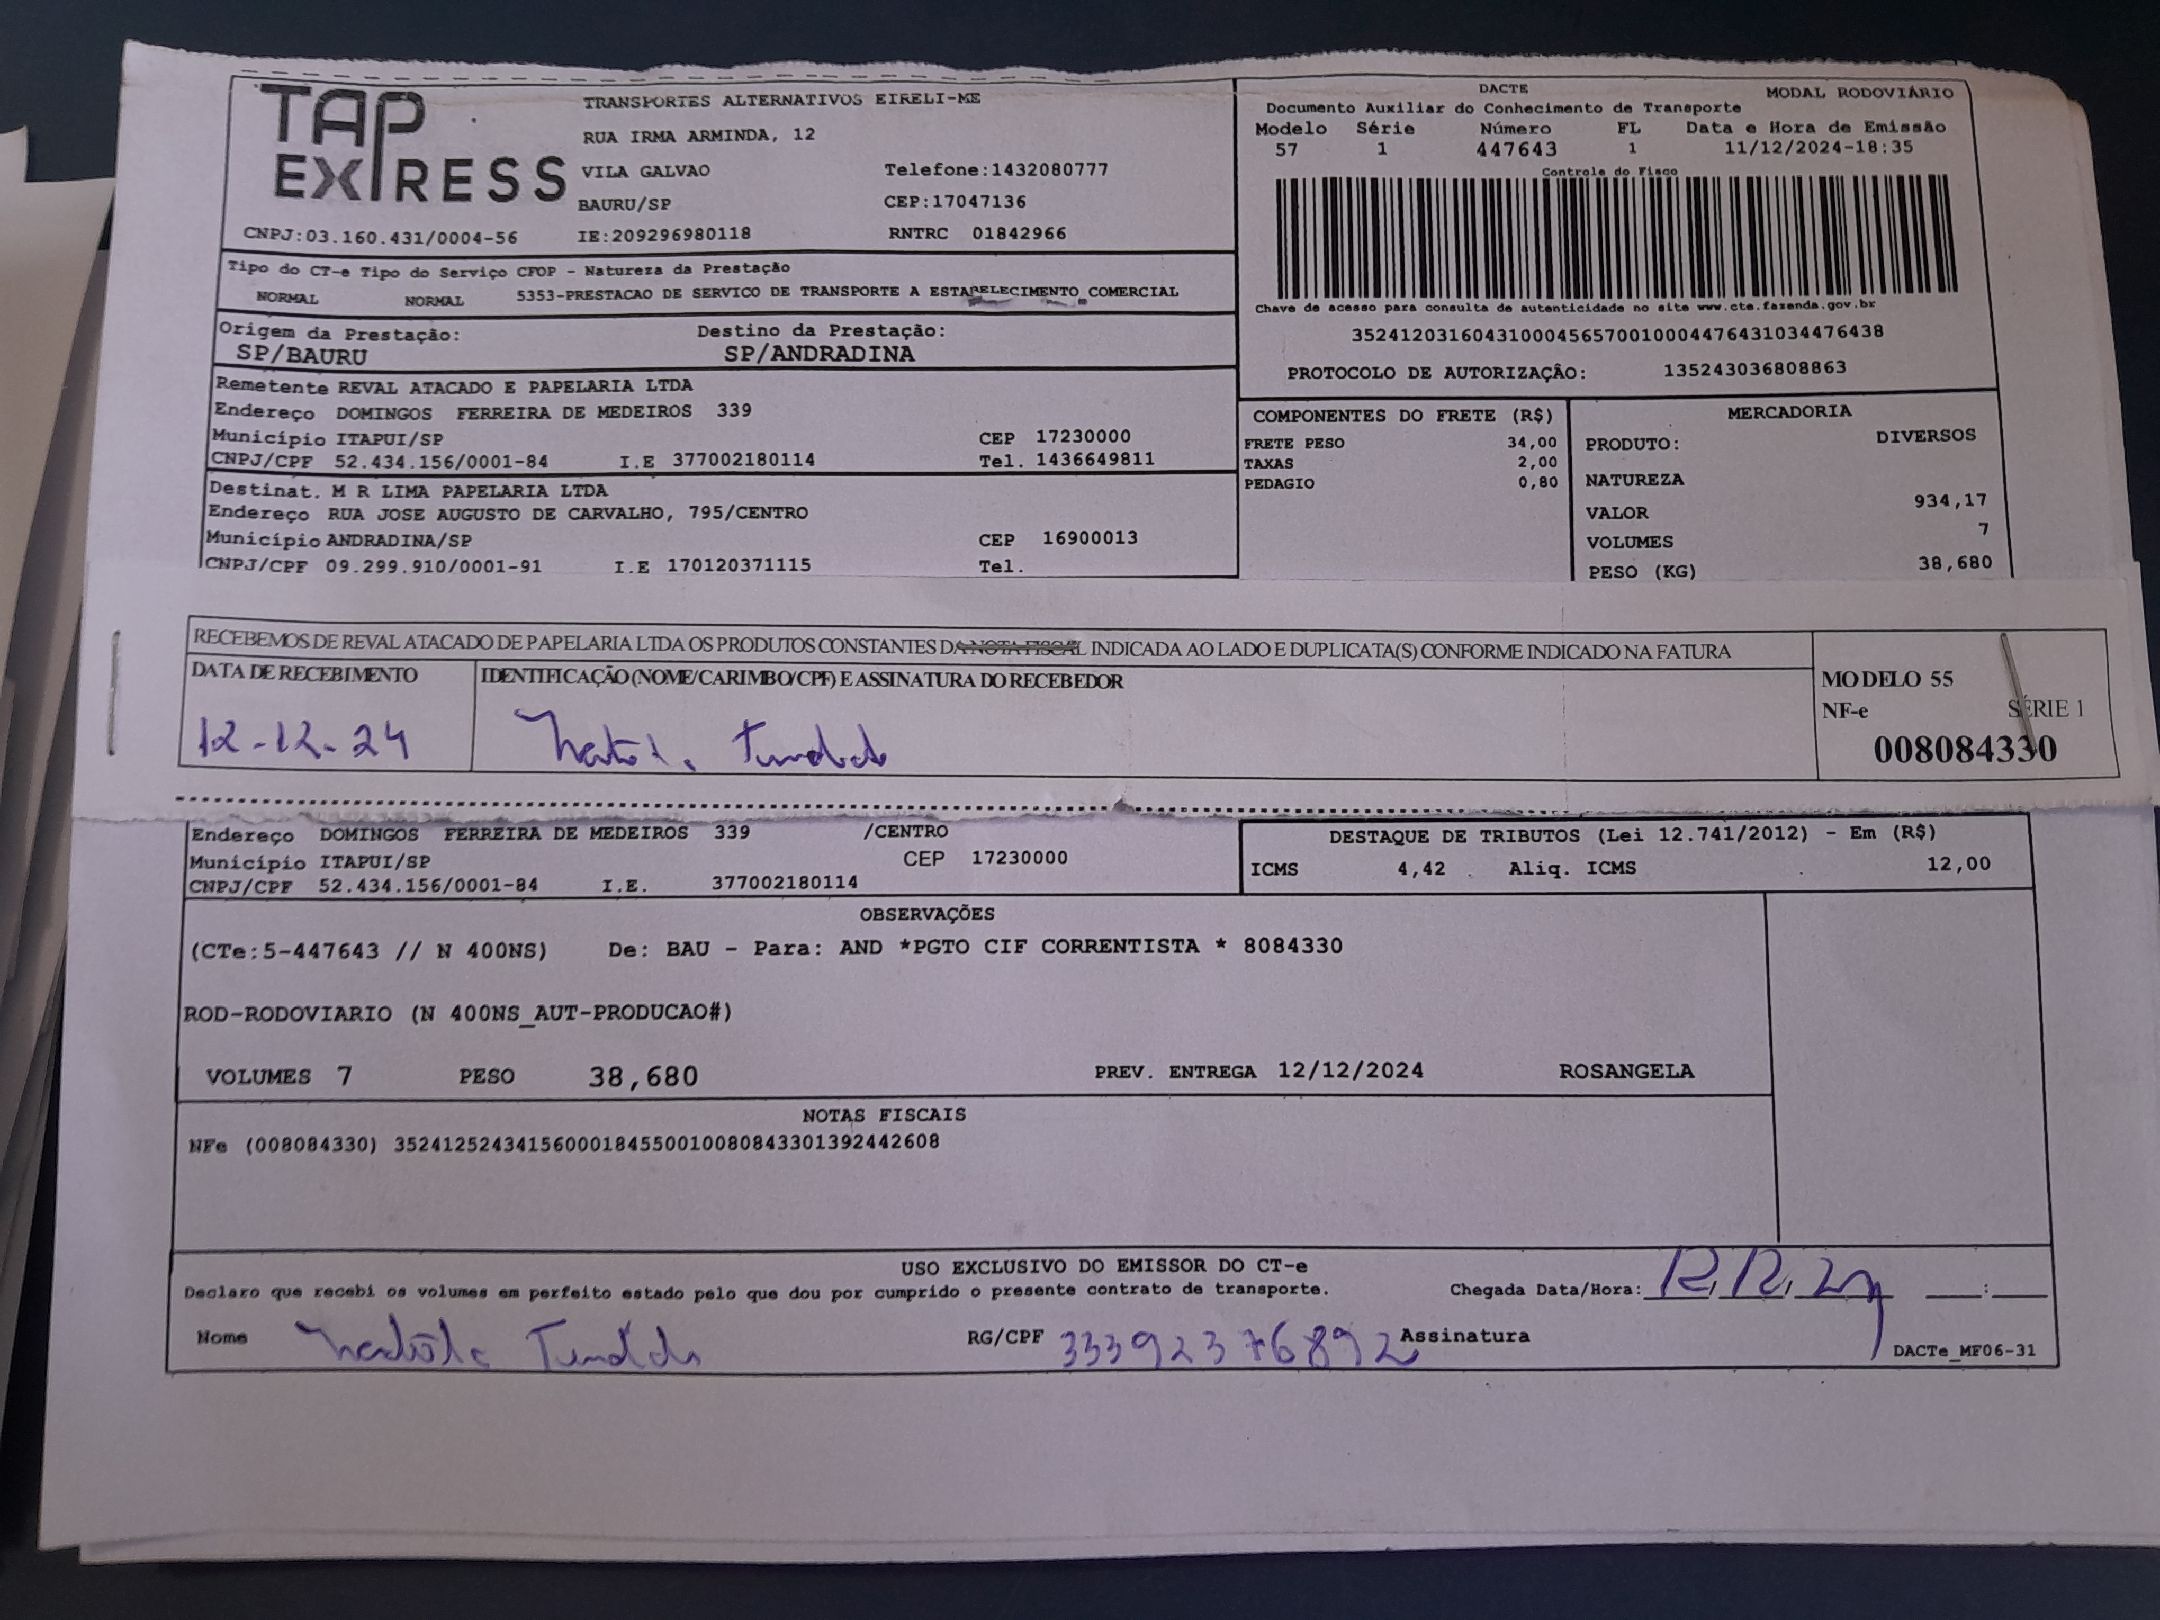 TAP EXPRESS
TRANSPORTES ALTERNATIVOS EIRELI-ME
RUA IRMA ARMINDA, 12
VILA GALVAO Telefone:1432080777
BAURU/SP CEP:17047136
CNPJ:03.160.431/0004-56 IE:209296980118 RNTRC 01842966
DACTE MODAL RODOVIÁRIO
Documento Auxiliar do Conhecimento de Transporte
Modelo Série Número FL Data e Hora de Emissão
57 1 447643 1 11/12/2024-18:35
Controle do Fisco
Chave de acesso para consulta de autenticidade no site www.cte.fazenda.gov.br
35241203160431000456570010004476431034476438
PROTOCOLO DE AUTORIZAÇÃO: 135243036808863
Tipo do CT-e Tipo do Serviço CFOP - Natureza da Prestação
NORMAL NORMAL 5353-PRESTACAO DE SERVICO DE TRANSPORTE A ESTABELECIMENTO COMERCIAL
Origem da Prestação: Destino da Prestação:
SP/BAURU SP/ANDRADINA
Remetente REVAL ATACADO E PAPELARIA LTDA
Endereço DOMINGOS FERREIRA DE MEDEIROS 339
Município ITAPUI/SP CEP 17230000
CNPJ/CPF 52.434.156/0001-84 I.E 377002180114 Tel. 1436649811
Destinat. M R LIMA PAPELARIA LTDA
Endereço RUA JOSE AUGUSTO DE CARVALHO, 795/CENTRO
Município ANDRADINA/SP CEP 16900013
CNPJ/CPF 09.299.910/0001-91 I.E 170120371115 Tel.
COMPONENTES DO FRETE (R$)
FRETE PESO 34,00
TAXAS 2,00
PEDAGIO 0,80
MERCADORIA
PRODUTO: DIVERSOS
NATUREZA
VALOR 934,17
VOLUMES 7
PESO (KG) 38,680
RECEBEMOS DE REVAL ATACADO DE PAPELARIA LTDA OS PRODUTOS CONSTANTES DA NOTA FISCAL INDICADA AO LADO E DUPLICATA(S) CONFORME INDICADO NA FATURA
DATA DE RECEBIMENTO IDENTIFICAÇÃO (NOME/CARIMBO/CPF) E ASSINATURA DO RECEBEDOR
12-12-24
MODELO 55
NF-e SÉRIE 1
008084330
Endereço DOMINGOS FERREIRA DE MEDEIROS 339 /CENTRO
Município ITAPUI/SP CEP 17230000
CNPJ/CPF 52.434.156/0001-84 I.E. 377002180114
DESTAQUE DE TRIBUTOS (Lei 12.741/2012) - Em (R$)
ICMS 4,42 Aliq. ICMS 12,00
OBSERVAÇÕES
(CTe:5-447643 // N 400NS) De: BAU - Para: AND *PGTO CIF CORRENTISTA * 8084330
ROD-RODOVIARIO (N 400NS_AUT-PRODUCAO#)
VOLUMES 7 PESO 38,680 PREV. ENTREGA 12/12/2024 ROSANGELA
NOTAS FISCAIS
NFe (008084330) 35241252434156000184550010080843301392442608
USO EXCLUSIVO DO EMISSOR DO CT-e
Declaro que recebi os volumes em perfeito estado pelo que dou por cumprido o presente contrato de transporte. Chegada Data/Hora: 12, 12, 24 :
Nome RG/CPF 33392376892 Assinatura
DACTe_MF06-31